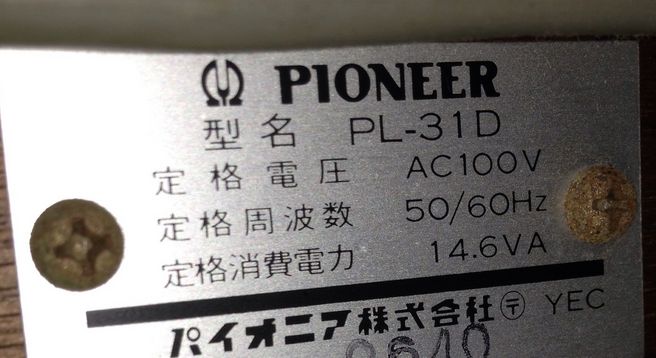 PIONEER
型名 PL-31D
定格電圧 AC100V
定格周波数 50/60Hz
定格消費電力 14.6VA
パイオニア株式会社 〒 YEC